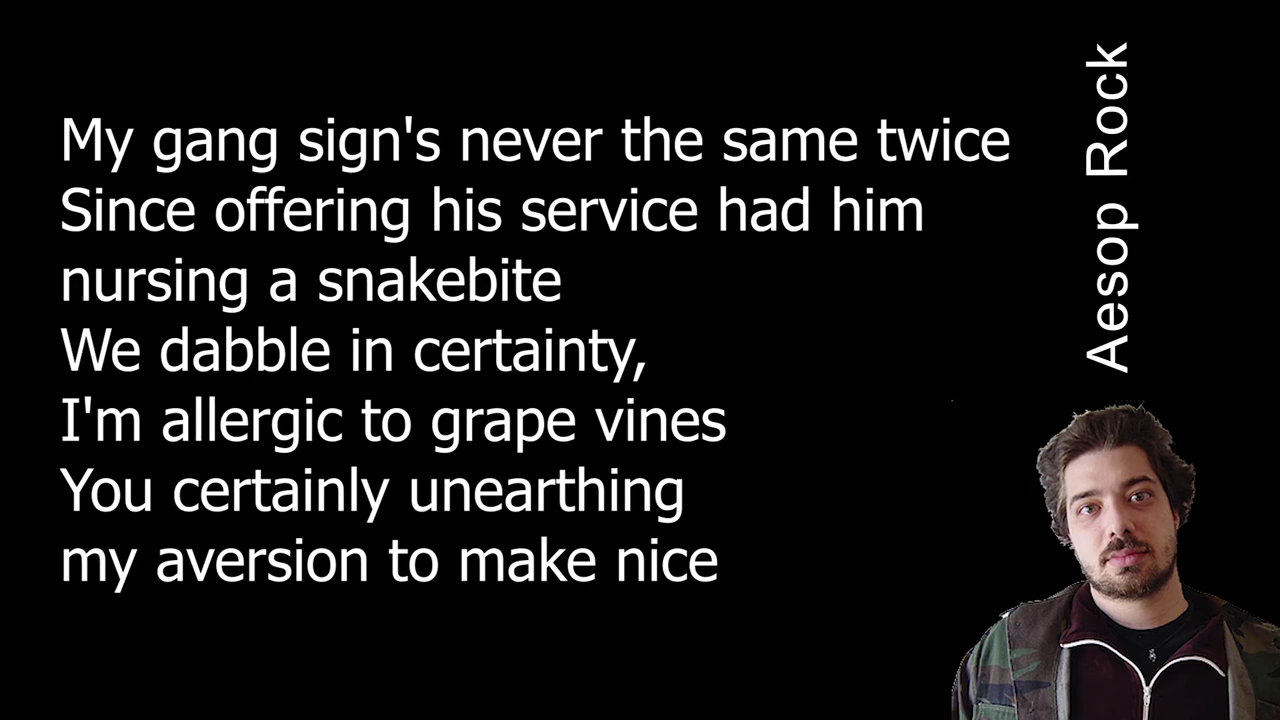 My gang sign's never the same twice
Since offering his service had him
nursing a snakebite
We dabble in certainty,
I'm allergic to grape vines
You certainly unearthing
my aversion to make nice
Aesop Rock